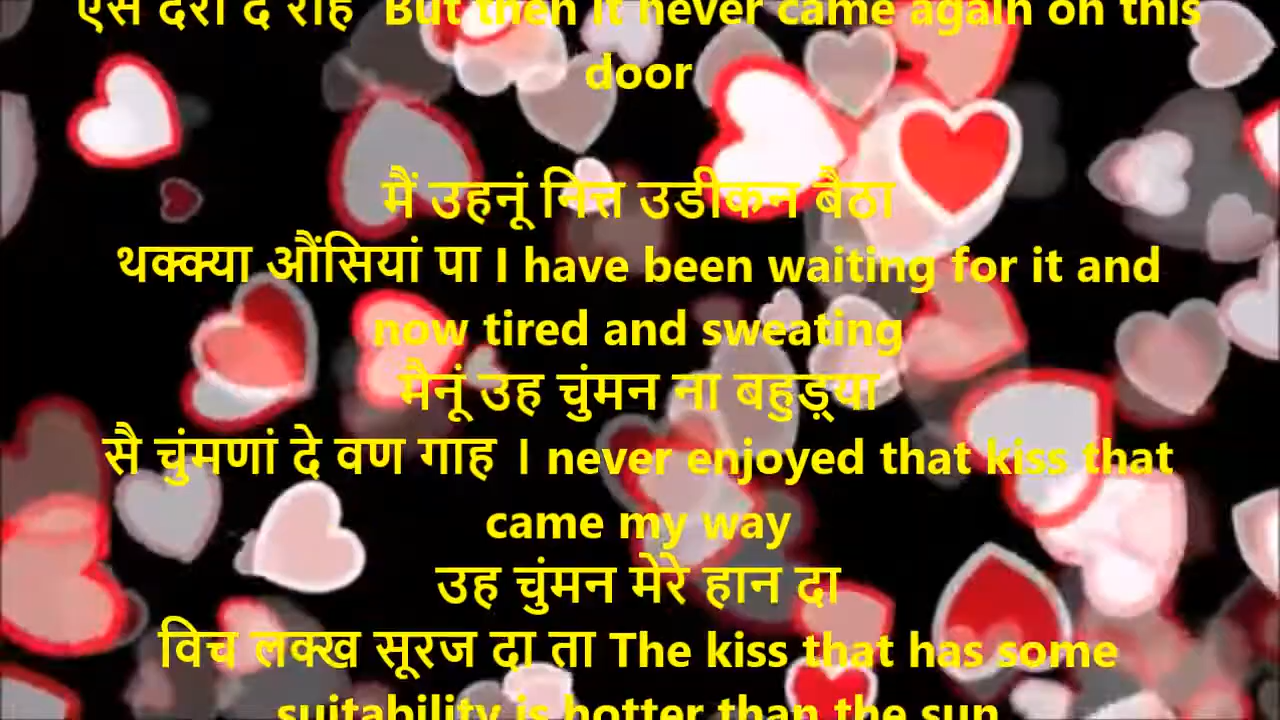 ऐस दरां दे राह But then it never came again on this
door
मैं उहनूं नित्त उडीकन बैठा
थक्क्या औंसियां पा I have been waiting for it and
now tired and sweating
मैनूं उह चुंमन ना बहुड़्या
सै चुंमणां दे वण गाह । never enjoyed that kiss that
came my way
उह चुंमन मेरे हान दा
विच लक्ख सूरज दा ता The kiss that has some
suitability is hotter than the sun